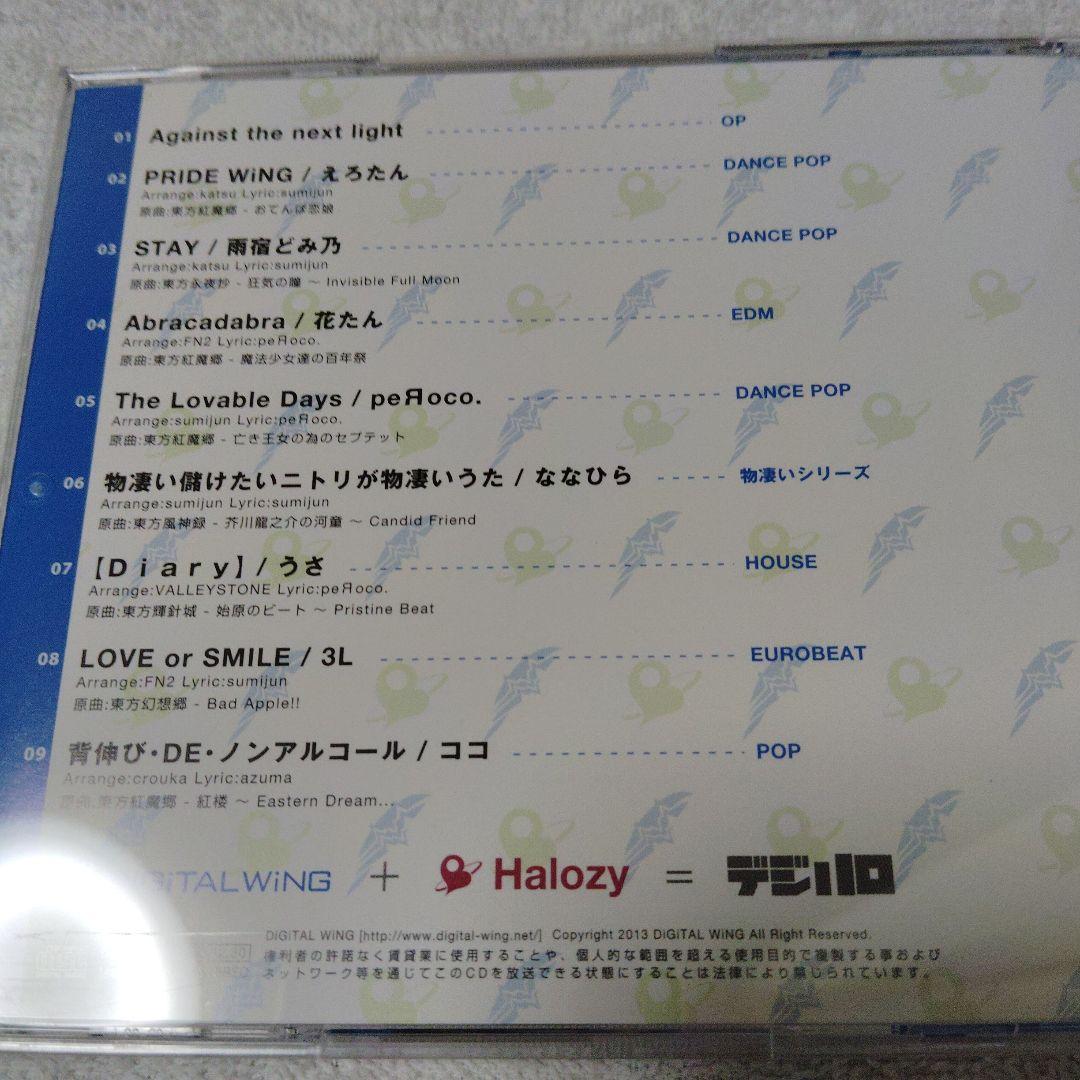 01 Against the next light OP
02 PRIDE WiNG / えろたん DANCE POP
Arrange:katsu Lyric:sumijun
原曲:東方紅魔郷 - おてんば恋娘
03 STAY / 雨宿どみ乃 DANCE POP
Arrange:katsu Lyric:sumijun
原曲:東方永夜抄 - 狂気の瞳 ～ Invisible Full Moon
04 Abracadabra / 花たん EDM
Arrange:FN2 Lyric:peЯoco.
原曲:東方紅魔郷 - 魔法少女達の百年祭
05 The Lovable Days / peЯoco. DANCE POP
Arrange:sumijun Lyric:peЯoco.
原曲:東方紅魔郷 - 亡き王女の為のセプテット
06 物凄い儲けたいニトリが物凄いうた / ななひら 物凄いシリーズ
Arrange:sumijun Lyric:sumijun
原曲:東方風神録 - 芥川龍之介の河童 ～ Candid Friend
07 【Diary】 / うさ HOUSE
Arrange:VALLEYSTONE Lyric:peЯoco.
原曲:東方輝針城 - 始原のビート ～ Pristine Beat
08 LOVE or SMILE / 3L EUROBEAT
Arrange:FN2 Lyric:sumijun
原曲:東方幻想郷 - Bad Apple!!
09 背伸び・DE・ノンアルコール / ココ POP
Arrange:crouka Lyric:azuma
原曲:東方紅魔郷 - 紅楼 ～ Eastern Dream...
DiGiTALWiNG + Halozy = デジハロ
DiGiTAL WiNG [http://www.digital-wing.net/] Copyright 2013 DiGiTAL WiNG All Right Reserved.
権利者の許諾なく賃貸業に使用することや、個人的な範囲を超える使用目的で複製する事および
ネットワーク等を通じてこのCDを放送できる状態にすることは法律により禁じられています。